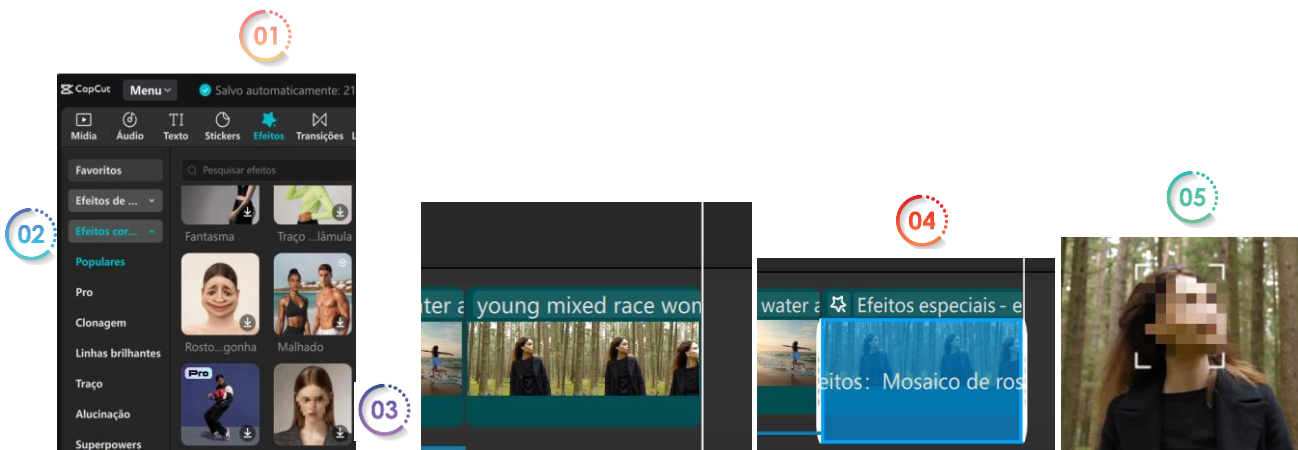 01
CapCut Menu Salvo automaticamente: 21
Mídia Áudio Texto Stickers Efeitos Transições L
Favoritos
Pesquisar efeitos
Efeitos de ...
02
Efeitos cor...
Fantasma Traço ...lâmula
Populares
Pro
Clonagem
Linhas brilhantes
Rosto...gonha Malhado
Traço
Pro
Alucinação
Superpowers
03
ter a young mixed race won
04
water a Efeitos especiais - e
eitos: Mosaico de ros
05